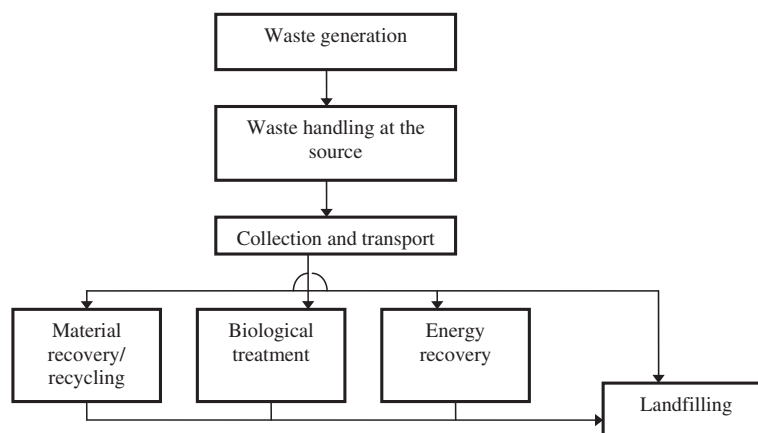 Waste generation
Waste handling at the
source
Collection and transport
Material
recovery/
recycling
Biological
treatment
Energy
recovery
Landfilling